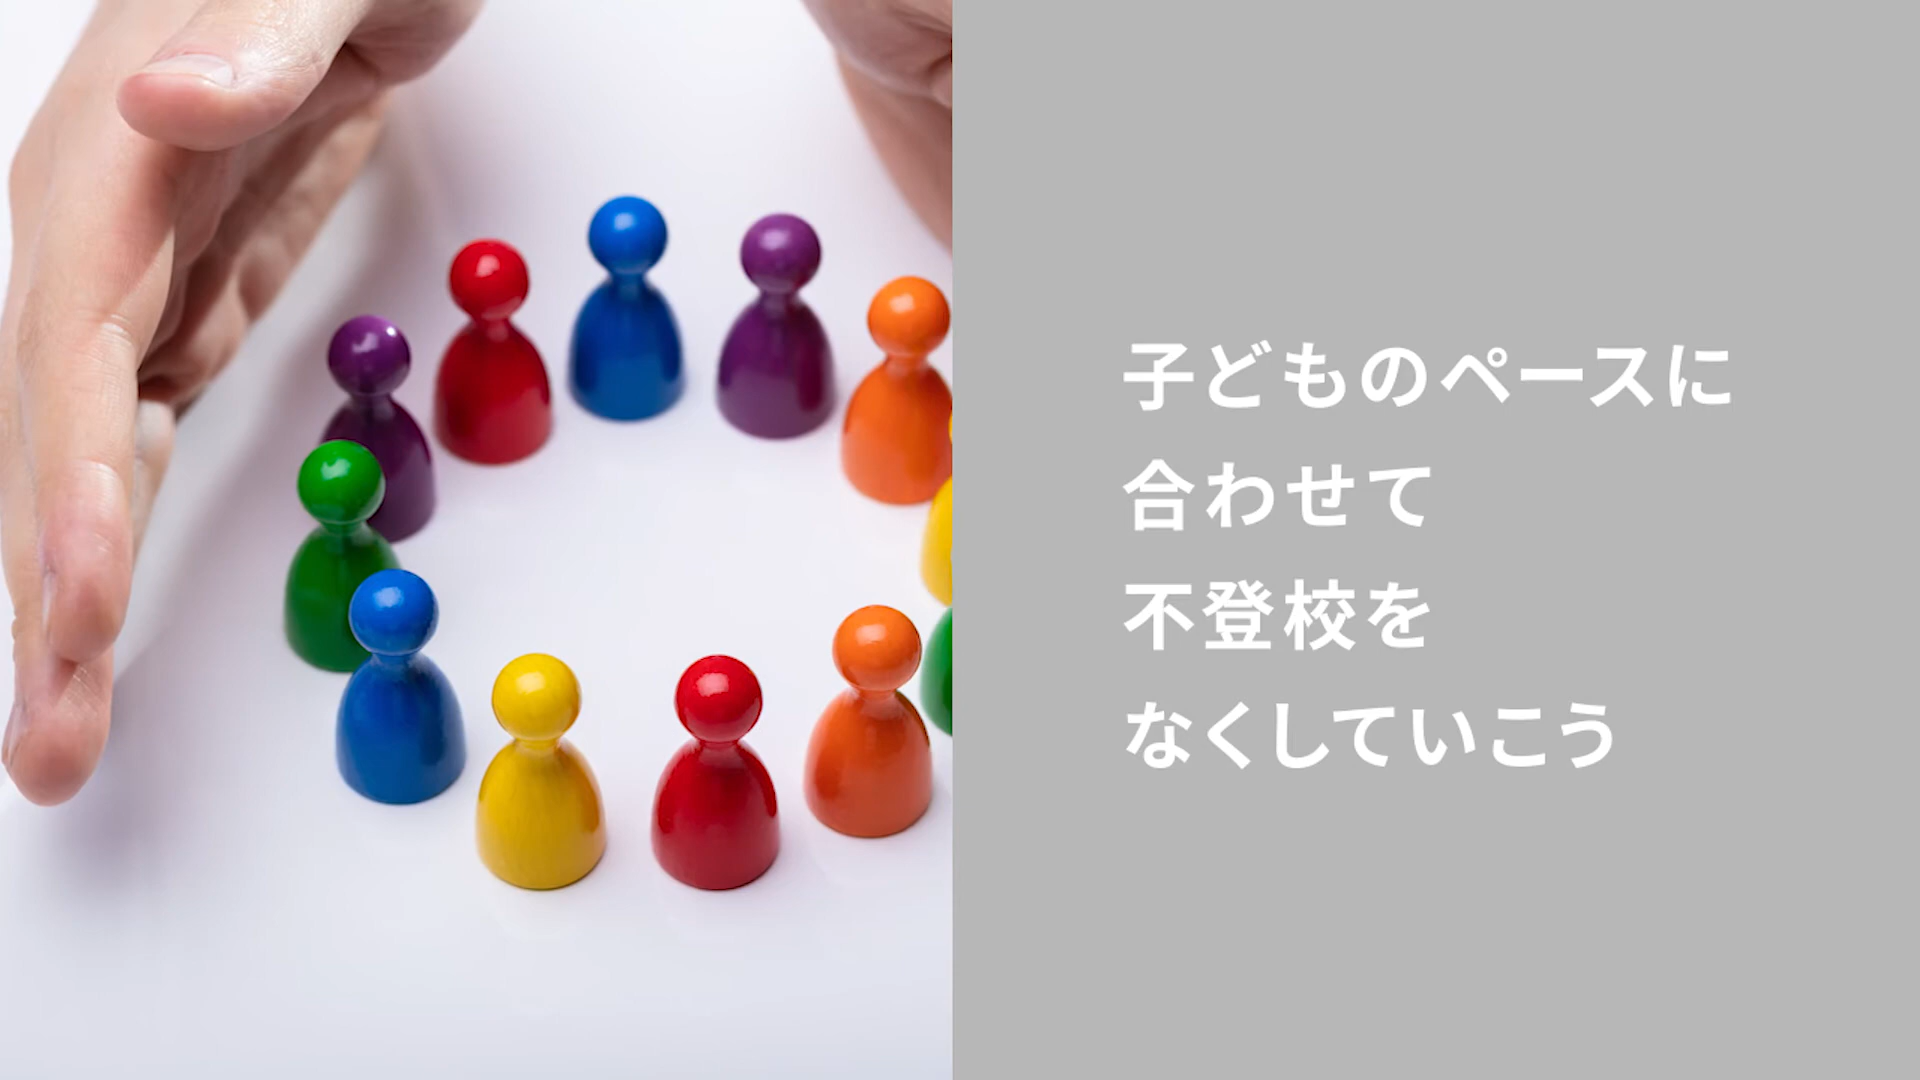 子どものペースに
合わせて
不登校を
なくしていこう